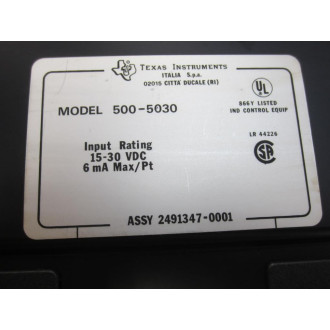 TEXAS INSTRUMENTS
ITALIA S.p.a.
02015 CITTA' DUCALE (RI)
UL
866Y LISTED
IND CONTROL EQUIP
MODEL 500-5030
LR 44226
Input Rating
15-30 VDC
6 mA Max/Pt
SA
ASSY 2491347-0001